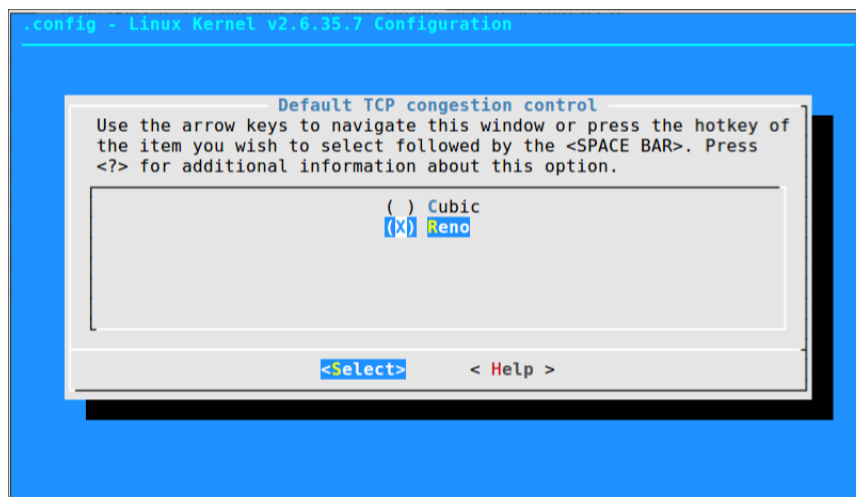 .config - Linux Kernel v2.6.35.7 Configuration
Default TCP congestion control
Use the arrow keys to navigate this window or press the hotkey of
the item you wish to select followed by the <SPACE BAR>. Press
<?> for additional information about this option.
( ) Cubic
(X) Reno
<Select> < Help >